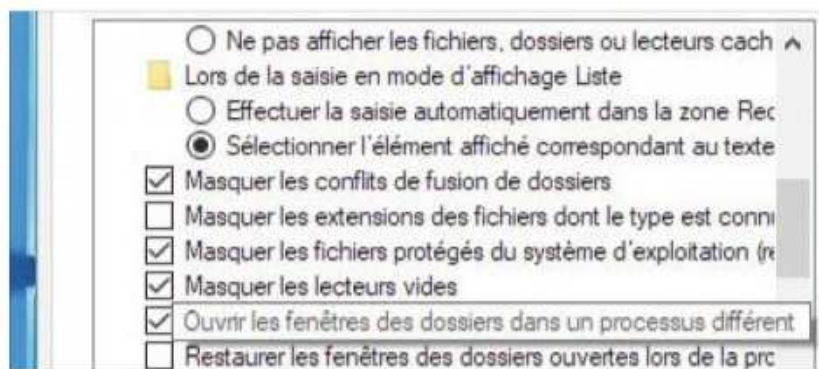 Ne pas afficher les fichiers, dossiers ou lecteurs cach
Lors de la saisie en mode d'affichage Liste
Effectuer la saisie automatiquement dans la zone Rec
Sélectionner l'élément affiché correspondant au texte
Masquer les conflits de fusion de dossiers
Masquer les extensions des fichiers dont le type est connu
Masquer les fichiers protégés du système d'exploitation (re
Masquer les lecteurs vides
Ouvrir les fenêtres des dossiers dans un processus différent
Restaurer les fenêtres des dossiers ouvertes lors de la pro